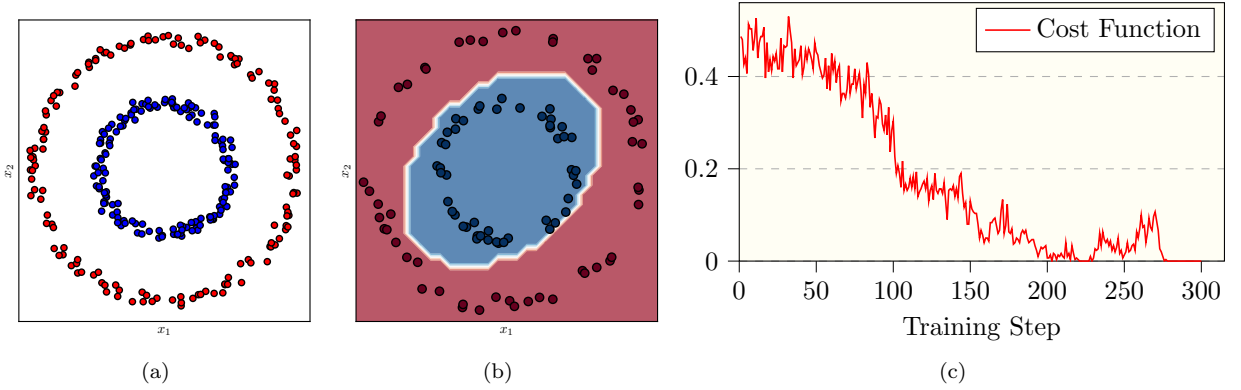 x₂
x₁
(a)
x₂
x₁
(b)
Cost Function
0.4
0.2
0
0 50 100 150 200 250 300
Training Step
(c)